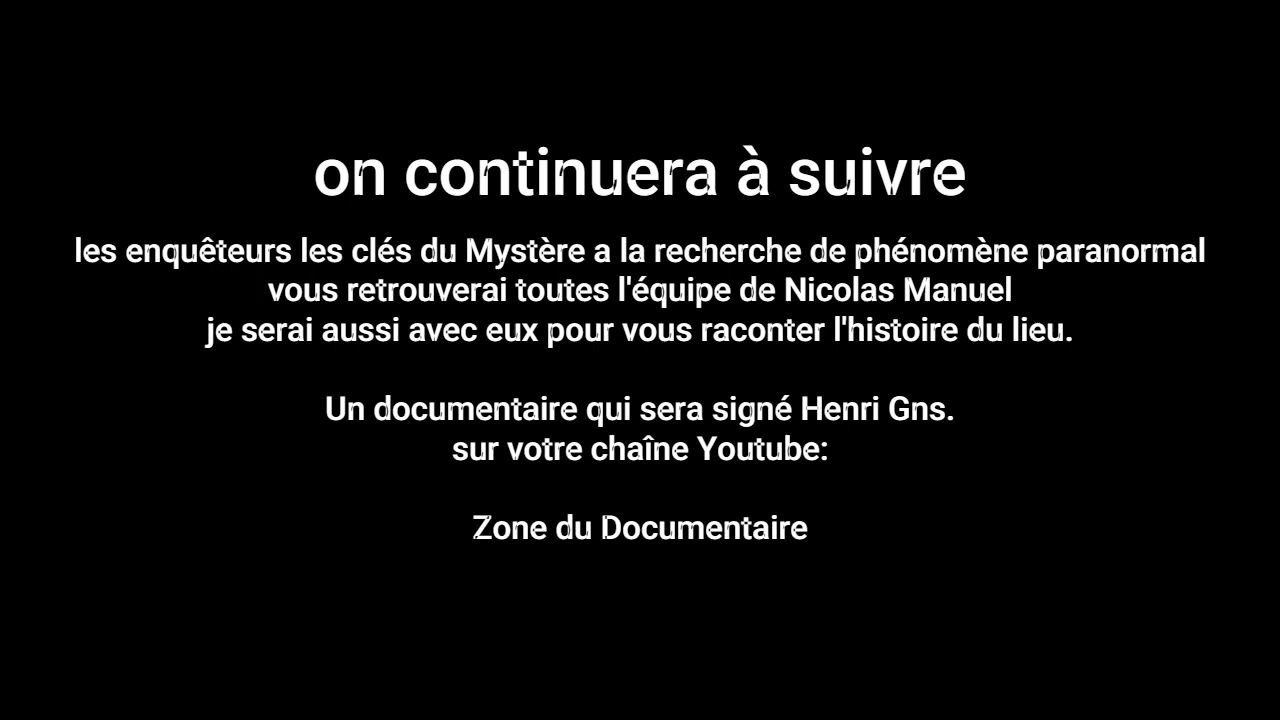 on continuera à suivre
les enquêteurs les clés du Mystère a la recherche de phénomène paranormal
vous retrouverai toutes l'équipe de Nicolas Manuel
je serai aussi avec eux pour vous raconter l'histoire du lieu.
Un documentaire qui sera signé Henri Gns.
sur votre chaîne Youtube:
Zone du Documentaire